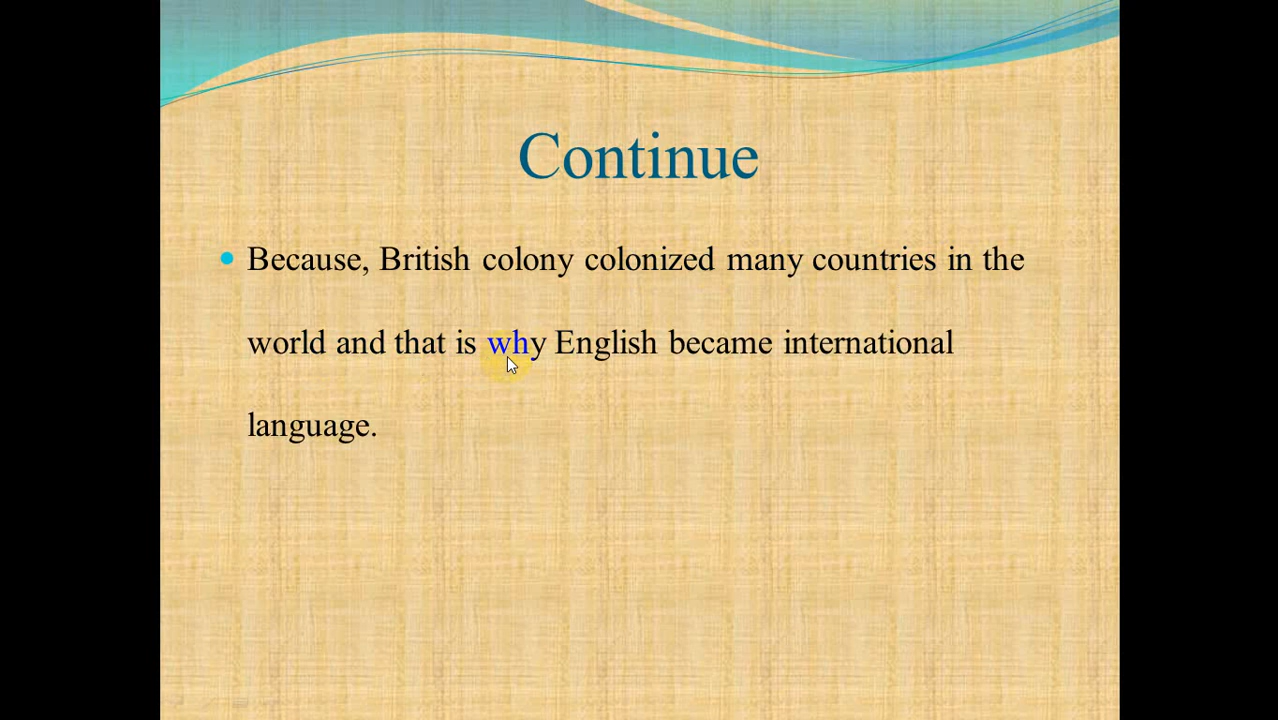 Continue
Because, British colony colonized many countries in the
world and that is why English became international
language.